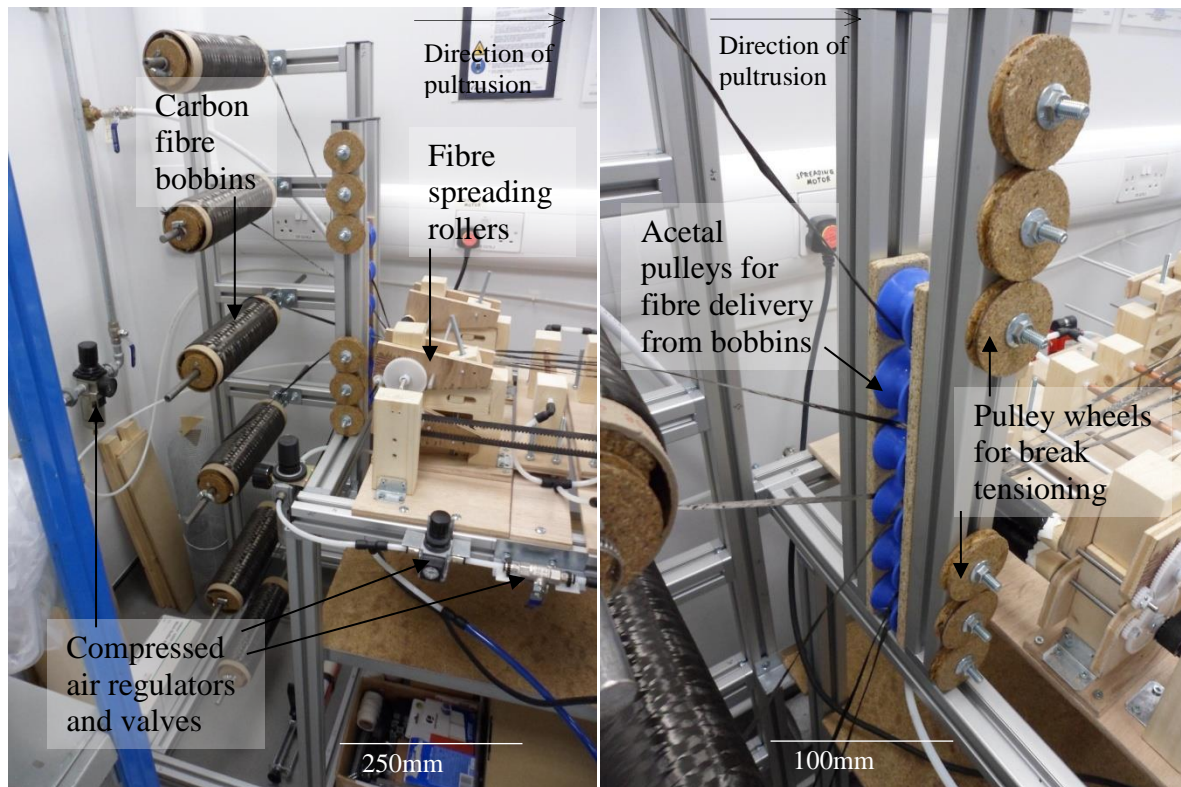 Direction of
pultrusion
Carbon
fibre
bobbins
Fibre
spreading
rollers
Compressed
air regulators
and valves
250mm
Direction of
pultrusion
SPREADING
MOTOR
Acetal
pulleys for
fibre delivery
from bobbins
Pulley wheels
for break
tensioning
100mm